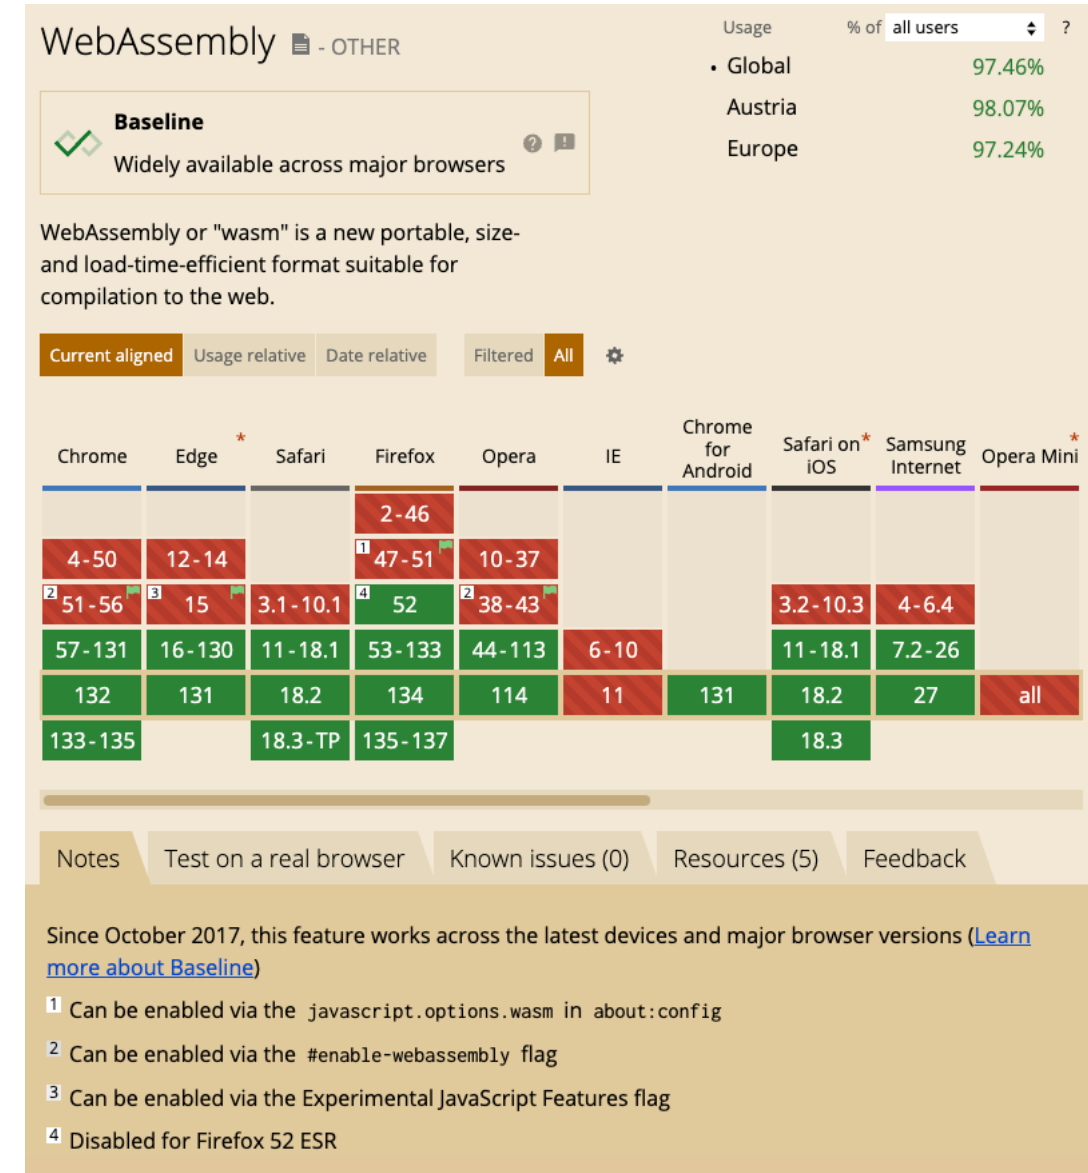 WebAssembly - OTHER
Usage % of all users ?
Global 97.46%
Austria 98.07%
Europe 97.24%
Baseline
Widely available across major browsers
WebAssembly or "wasm" is a new portable, size-
and load-time-efficient format suitable for
compilation to the web.
Current aligned Usage relative Date relative Filtered All
Chrome Edge * Safari Firefox Opera IE Chrome for Android Safari on iOS * Samsung Internet Opera Mini *
2-46
4-50 12-14 1 47-51 10-37
2 51-56 3 15 3.1-10.1 4 52 2 38-43 3.2-10.3 4-6.4
57-131 16-130 11-18.1 53-133 44-113 6-10 11-18.1 7.2-26
132 131 18.2 134 114 11 131 18.2 27 all
133-135 18.3-TP 135-137 18.3
Notes Test on a real browser Known issues (0) Resources (5) Feedback
Since October 2017, this feature works across the latest devices and major browser versions (Learn
more about Baseline)
1 Can be enabled via the javascript.options.wasm in about:config
2 Can be enabled via the #enable-webassembly flag
3 Can be enabled via the Experimental JavaScript Features flag
4 Disabled for Firefox 52 ESR